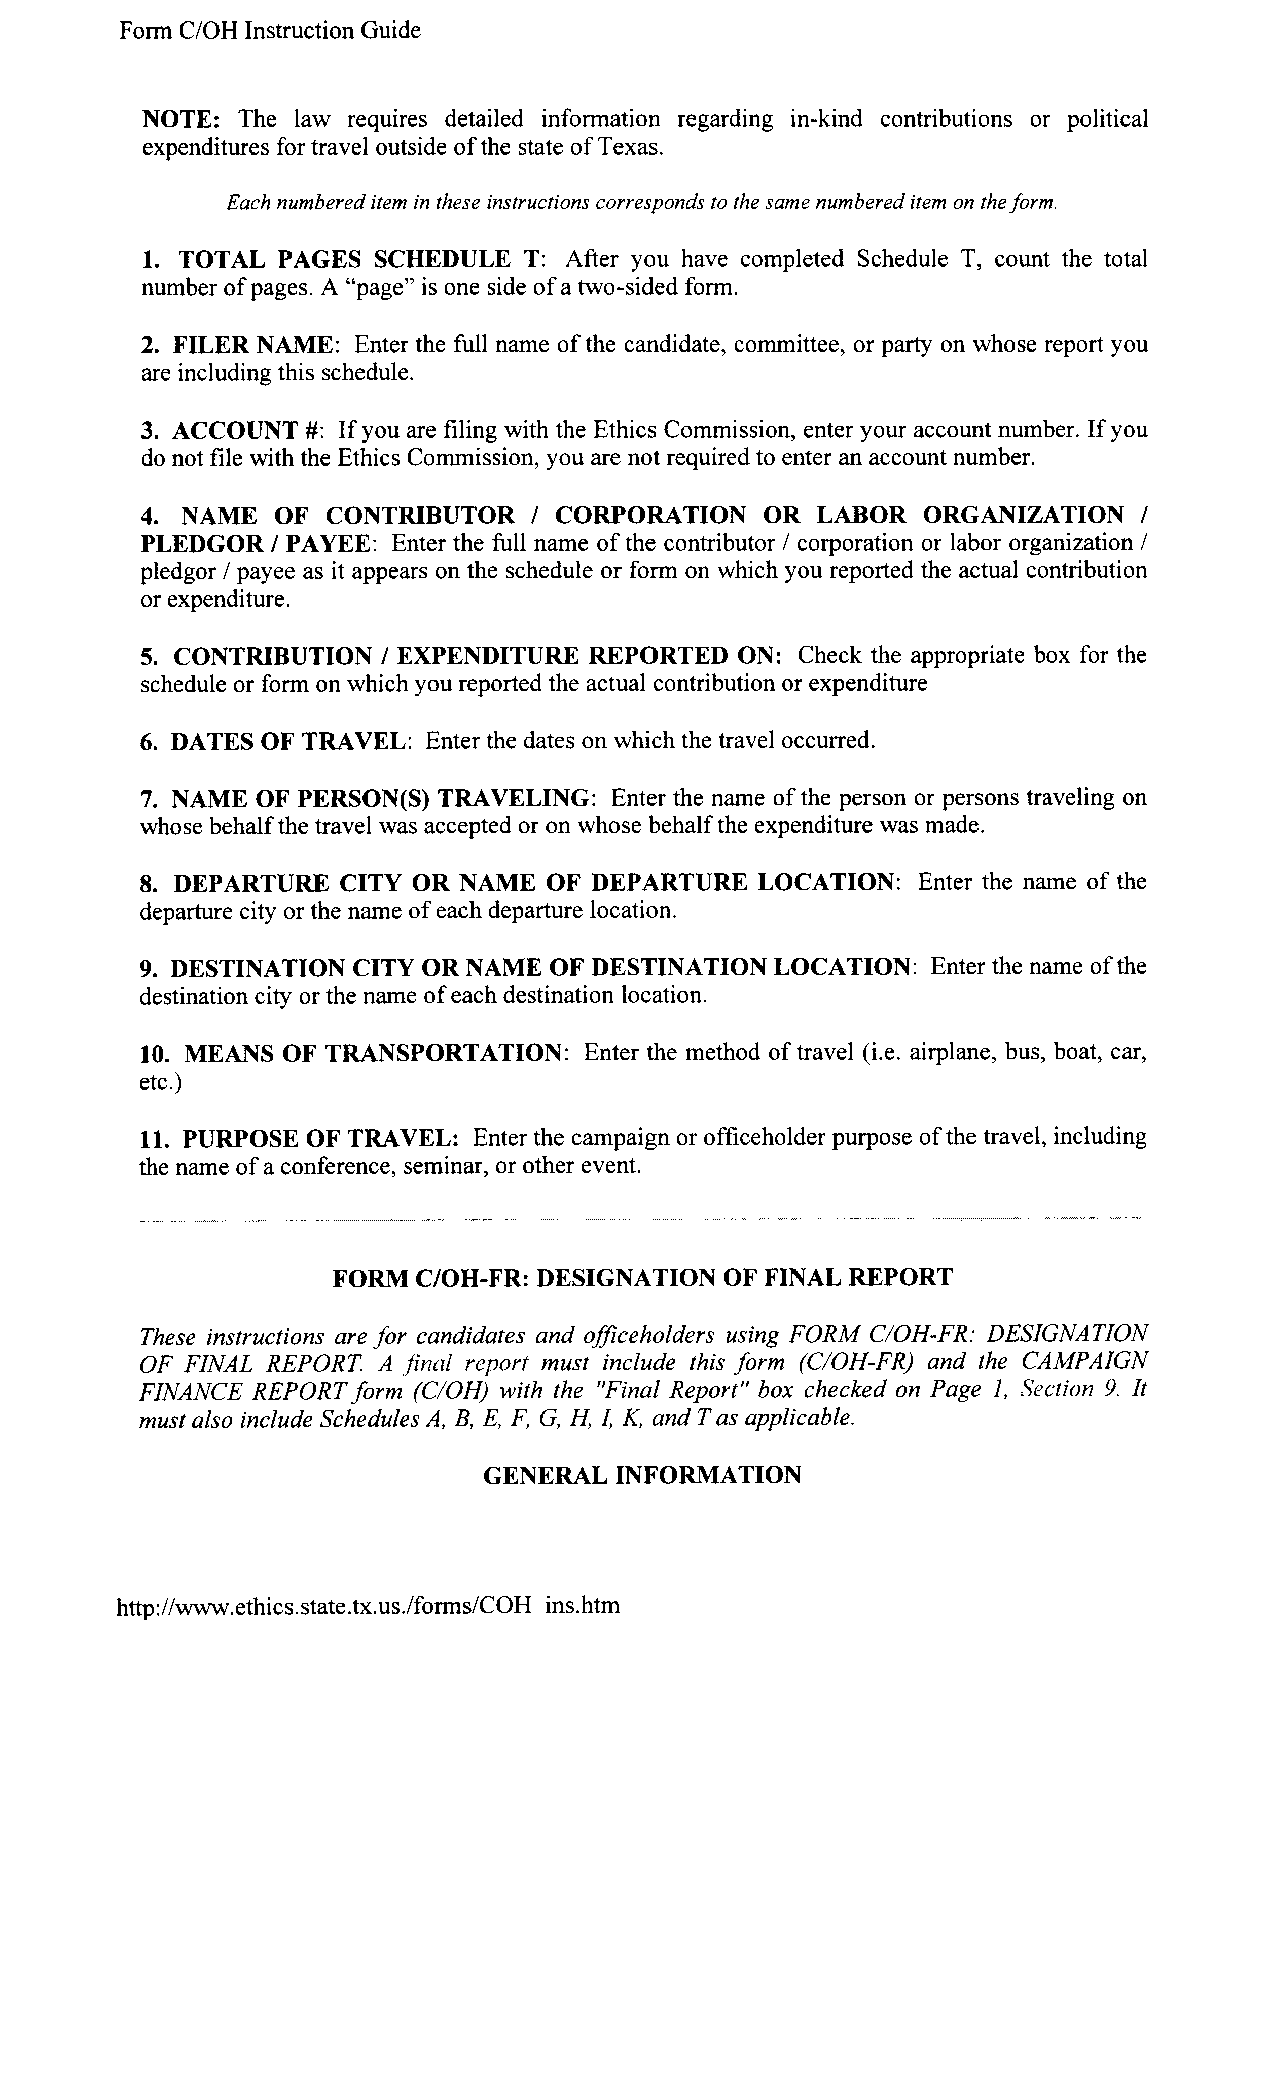 Form C/OH Instruction Guide
NOTE: The law requires detailed information regarding in-kind contributions or political
expenditures for travel outside of the state of Texas.
Each numbered item in these instructions corresponds to the same numbered item on the form.
1. TOTAL PAGES SCHEDULE T: After you have completed Schedule T, count the total
number of pages. A “page” is one side of a two-sided form.
2. FILER NAME: Enter the full name of the candidate, committee, or party on whose report you
are including this schedule.
3. ACCOUNT #: If you are filing with the Ethics Commission, enter your account number. If you
do not file with the Ethics Commission, you are not required to enter an account number.
4. NAME OF CONTRIBUTOR / CORPORATION OR LABOR ORGANIZATION /
PLEDGOR / PAYEE: Enter the full name of the contributor / corporation or labor organization /
pledgor / payee as it appears on the schedule or form on which you reported the actual contribution
or expenditure.
5. CONTRIBUTION / EXPENDITURE REPORTED ON: Check the appropriate box for the
schedule or form on which you reported the actual contribution or expenditure
6. DATES OF TRAVEL: Enter the dates on which the travel occurred.
7. NAME OF PERSON(S) TRAVELING: Enter the name of the person or persons traveling on
whose behalf the travel was accepted or on whose behalf the expenditure was made.
8. DEPARTURE CITY OR NAME OF DEPARTURE LOCATION: Enter the name of the
departure city or the name of each departure location.
9. DESTINATION CITY OR NAME OF DESTINATION LOCATION: Enter the name of the
destination city or the name of each destination location.
10. MEANS OF TRANSPORTATION: Enter the method of travel (i.e. airplane, bus, boat, car,
etc.)
11. PURPOSE OF TRAVEL: Enter the campaign or officeholder purpose of the travel, including
the name of a conference, seminar, or other event.
FORM C/OH-FR: DESIGNATION OF FINAL REPORT
These instructions are for candidates and officeholders using FORM C/OH-FR: DESIGNATION
OF FINAL REPORT. A final report must include this form (C/OH-FR) and the CAMPAIGN
FINANCE REPORT form (C/OH) with the "Final Report" box checked on Page 1, Section 9. It
must also include Schedules A, B, E, F, G, H, I, K, and T as applicable.
GENERAL INFORMATION
http://www.ethics.state.tx.us./forms/COH ins.htm